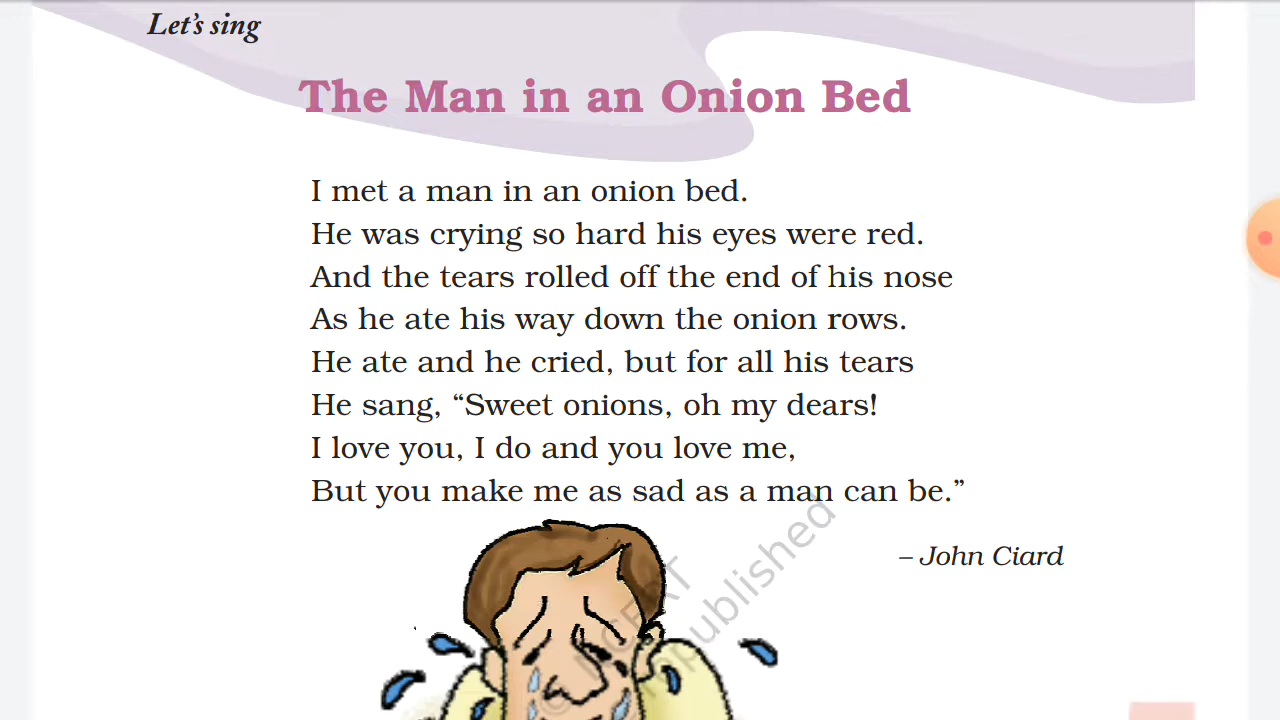 Let's sing
The Man in an Onion Bed
I met a man in an onion bed.
He was crying so hard his eyes were red.
And the tears rolled off the end of his nose
As he ate his way down the onion rows.
He ate and he cried, but for all his tears
He sang, “Sweet onions, oh my dears!
I love you, I do and you love me,
But you make me as sad as a man can be.”
– John Ciard
© NCERT
republished